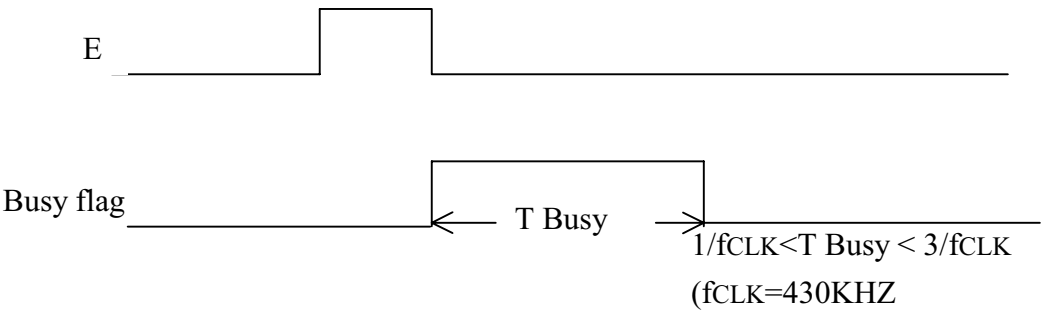 E
Busy flag
T Busy
1/fCLK<T Busy < 3/fCLK
(fCLK=430KHZ